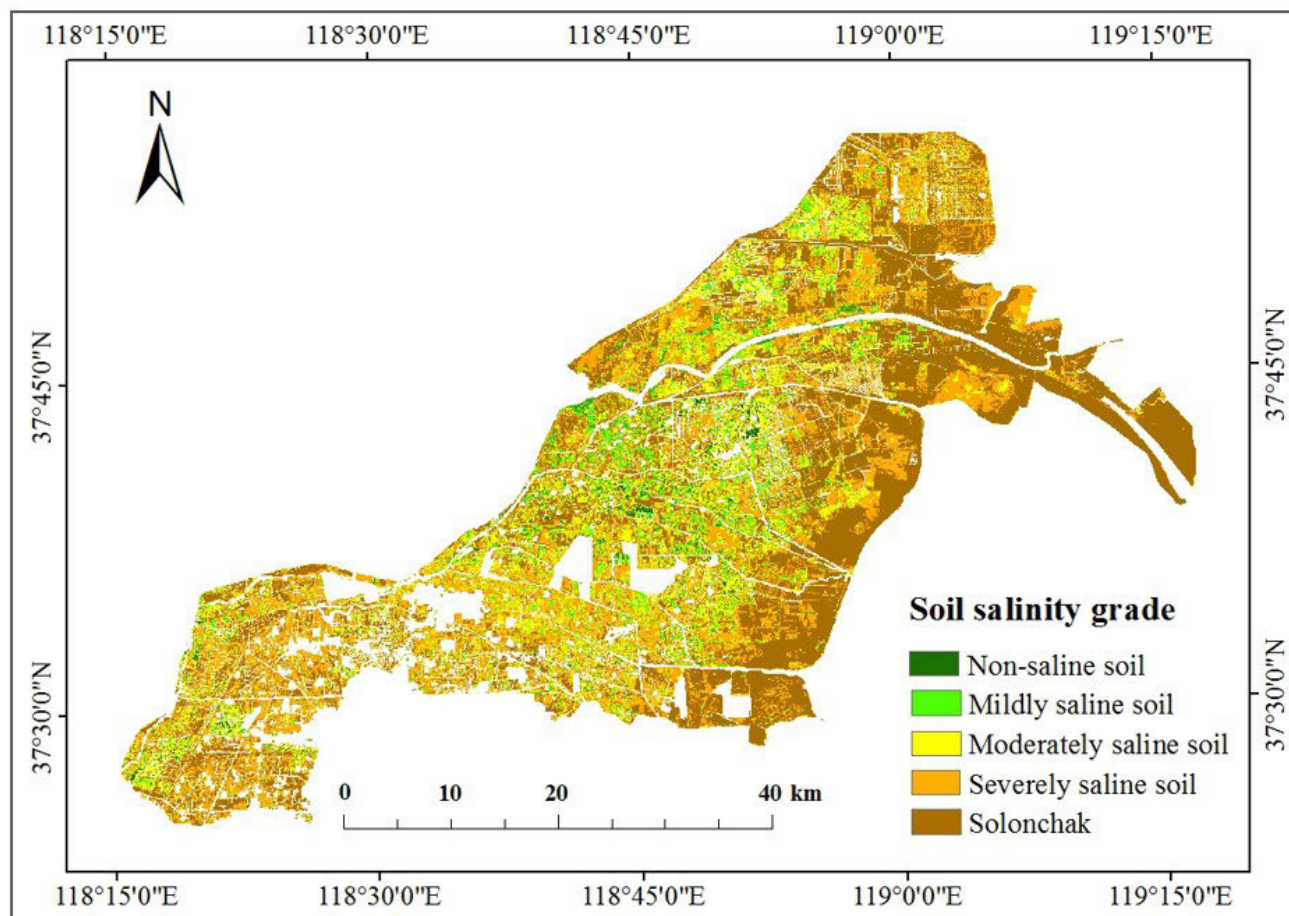 118°15'0"E 118°30'0"E 118°45'0"E 119°0'0"E 119°15'0"E
N
37°45'0"N
37°45'0"N
37°30'0"N
37°30'0"N
Soil salinity grade
Non-saline soil
Mildly saline soil
Moderately saline soil
Severely saline soil
Solonchak
0 10 20 40 km
118°15'0"E 118°30'0"E 118°45'0"E 119°0'0"E 119°15'0"E